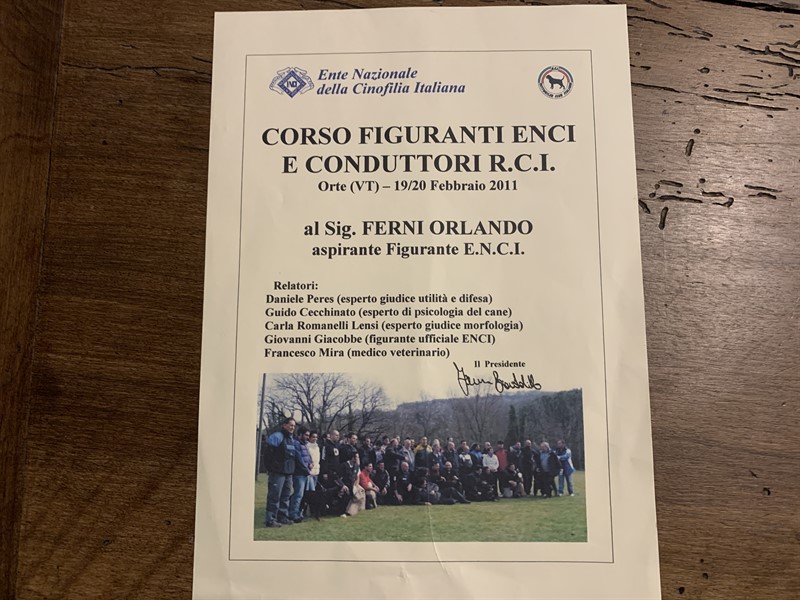 Ente Nazionale
della Cinofilia Italiana
CORSO FIGURANTI ENCI
E CONDUTTORI R.C.I.
Orte (VT) – 19/20 Febbraio 2011
al Sig. FERNI ORLANDO
aspirante Figurante E.N.C.I.
Relatori:
Daniele Peres (esperto giudice utilità e difesa)
Guido Cecchinato (esperto di psicologia del cane)
Carla Romanelli Lensi (esperto giudice morfologia)
Giovanni Giacobbe (figurante ufficiale ENCI)
Francesco Mira (medico veterinario)
Il Presidente